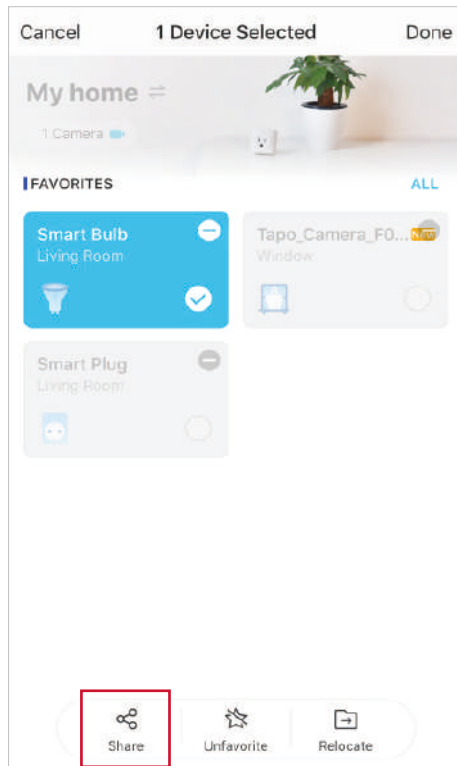 Cancel 1 Device Selected Done
My home
1 Camera
FAVORITES ALL
Smart Bulb
Living Room
Tapo_Camera_F0...
Window
Smart Plug
Living Room
Share Unfavorite Relocate